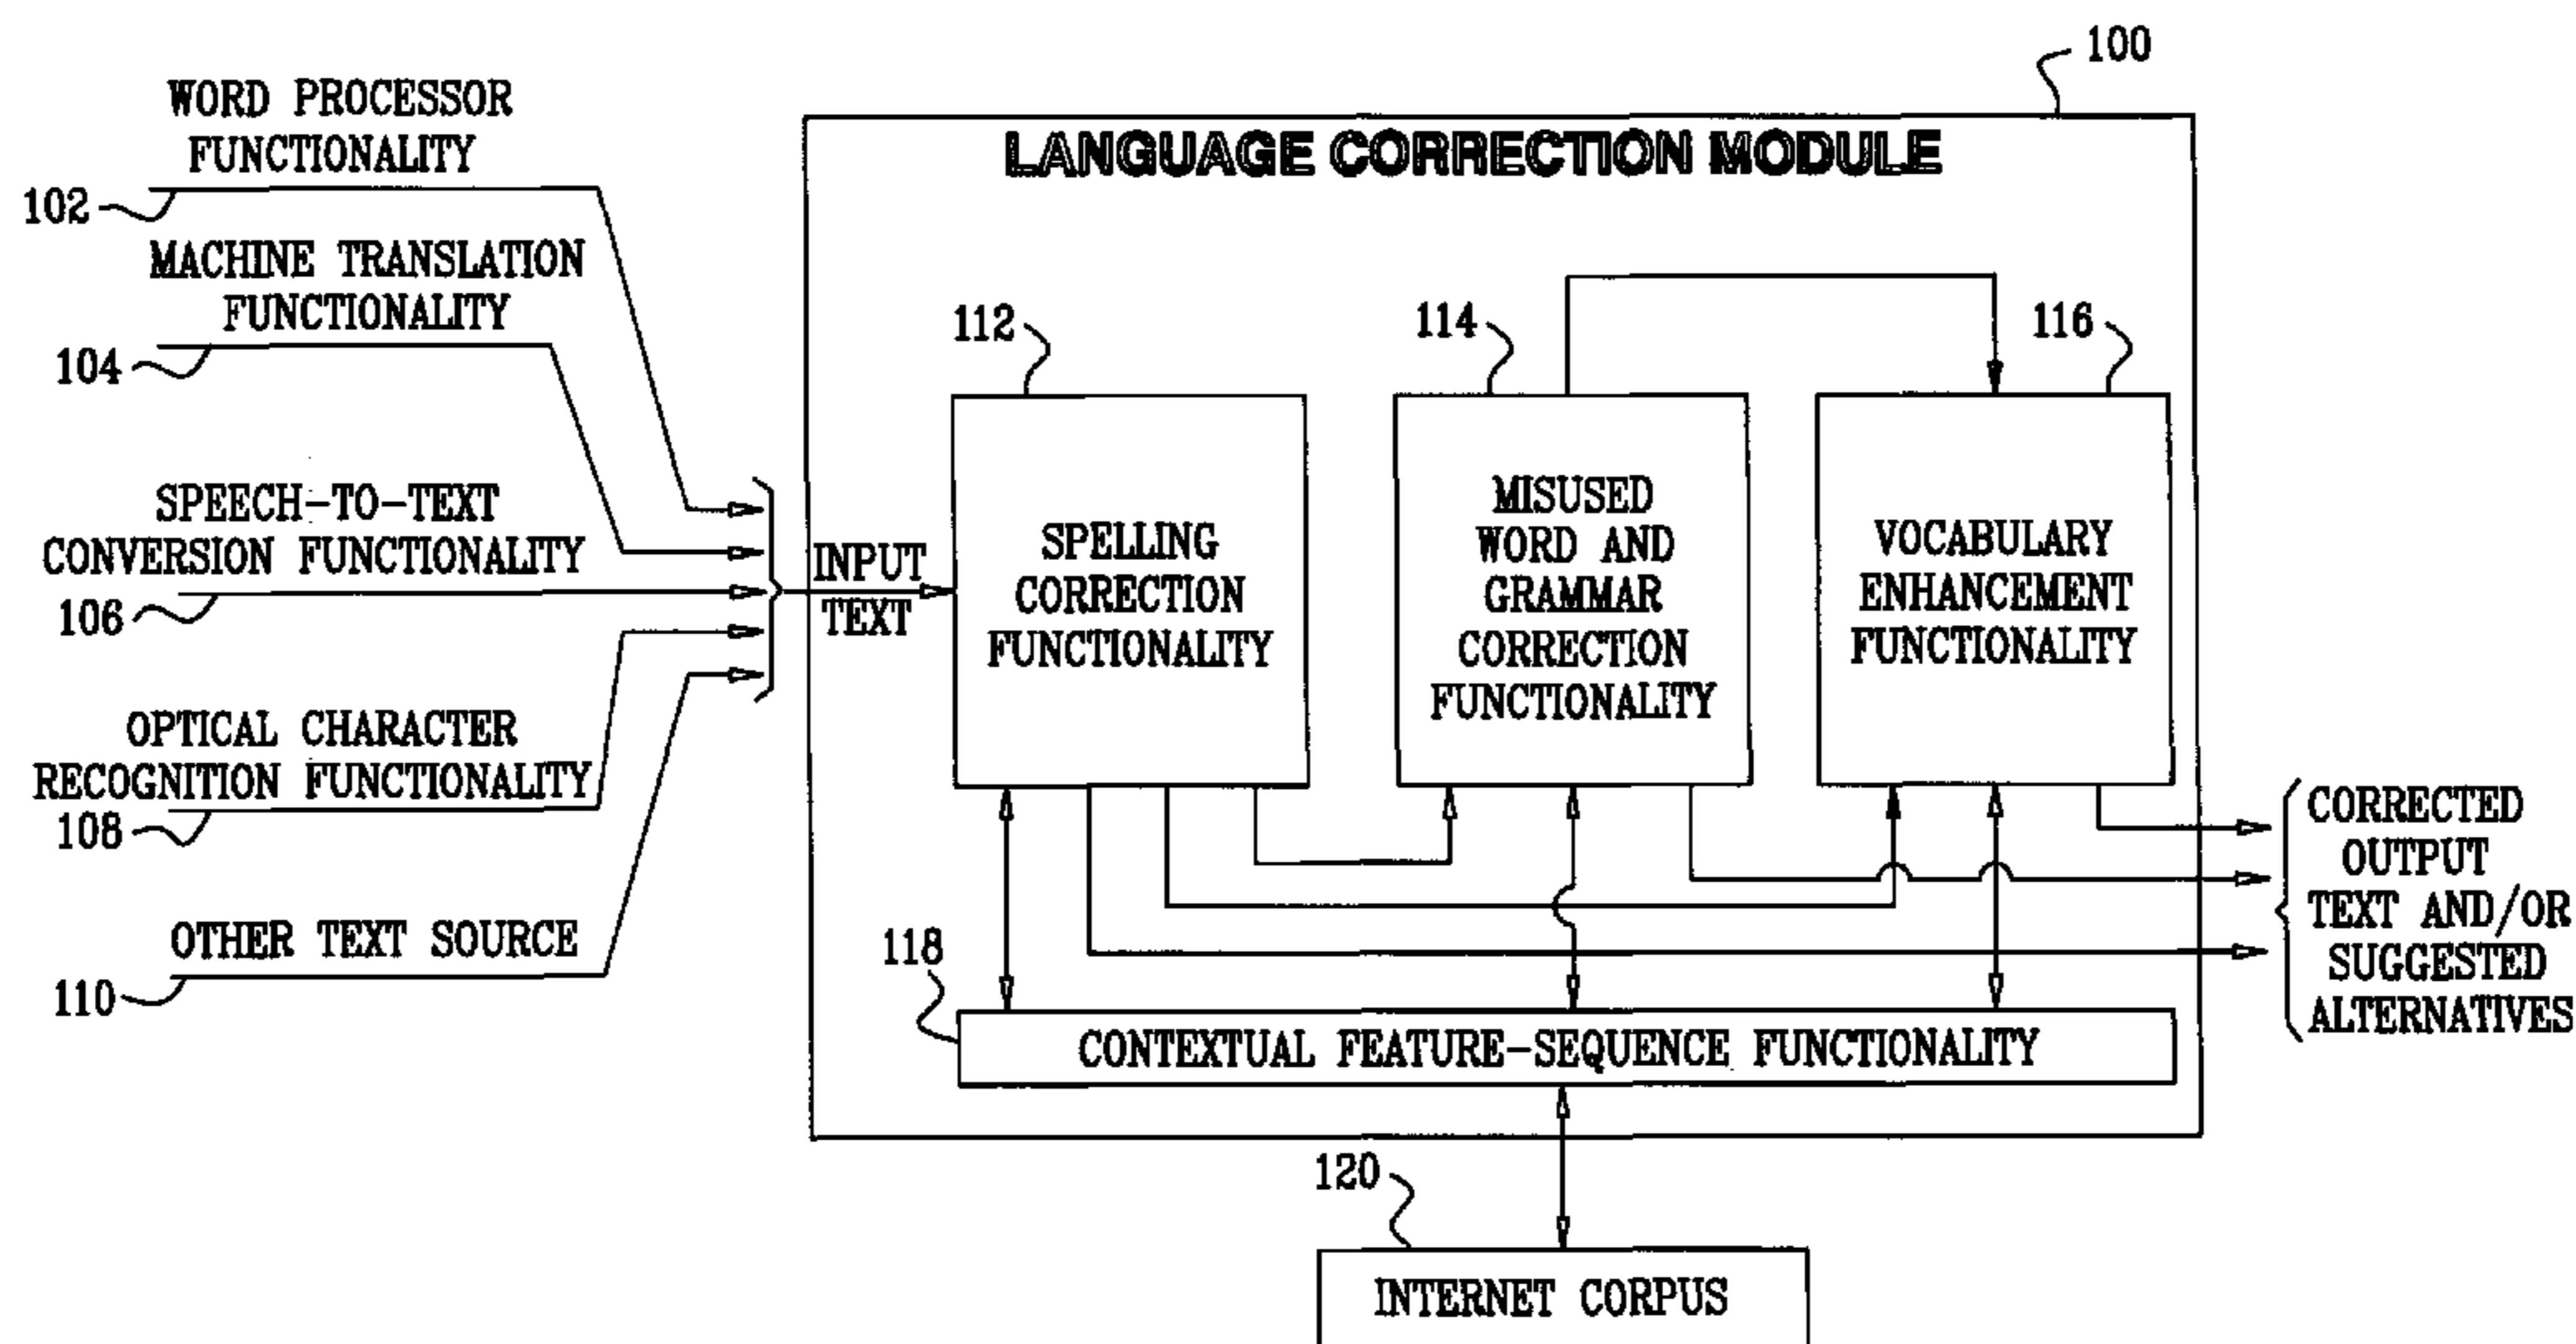 100
WORD PROCESSOR
FUNCTIONALITY
102
MACHINE TRANSLATION
FUNCTIONALITY
104
SPEECH-TO-TEXT
CONVERSION FUNCTIONALITY
106
OPTICAL CHARACTER
RECOGNITION FUNCTIONALITY
108
OTHER TEXT SOURCE
110
INPUT
TEXT
LANGUAGE CORRECTION MODULE
112
SPELLING
CORRECTION
FUNCTIONALITY
114
MISUSED
WORD AND
GRAMMAR
CORRECTION
FUNCTIONALITY
116
VOCABULARY
ENHANCEMENT
FUNCTIONALITY
118
CONTEXTUAL FEATURE-SEQUENCE FUNCTIONALITY
120
INTERNET CORPUS
CORRECTED
OUTPUT
TEXT AND/OR
SUGGESTED
ALTERNATIVES